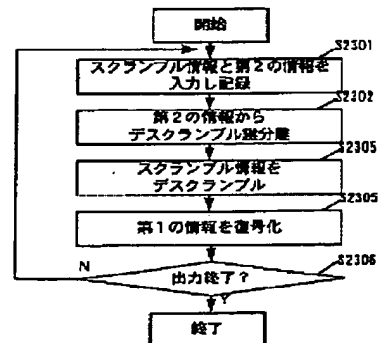 開始
S2301
スクランブル情報と第2の情報を
入力し記録
S2302
第2の情報から
デスクランブル鍵分離
S2305
スクランブル情報を
デスクランブル
S2305
第1の情報を復号化
S2306
N
出力終了？
Y
終了